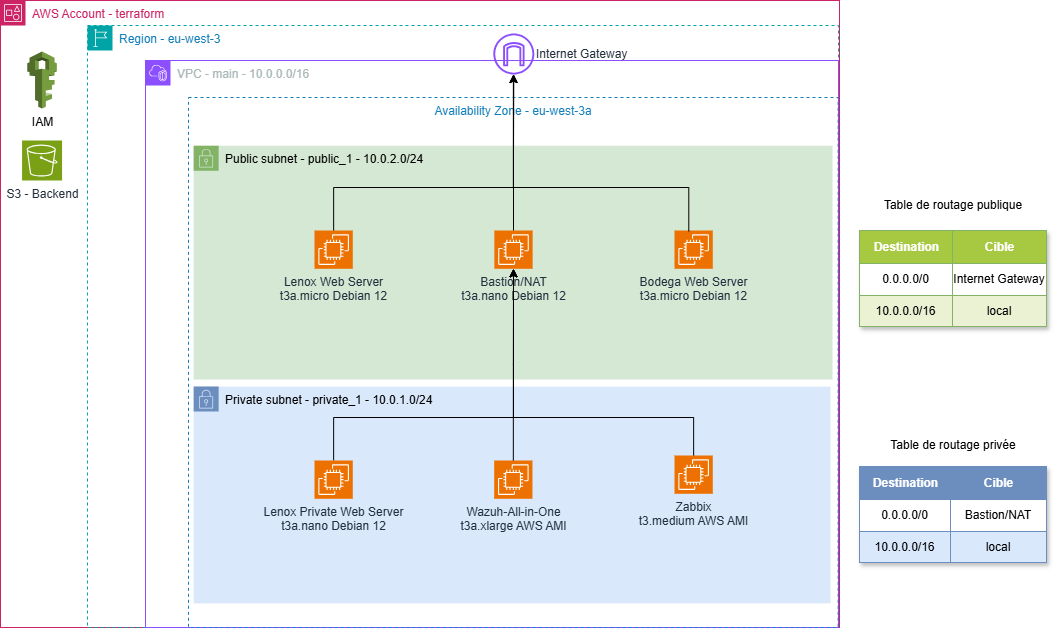 AWS Account - terraform
Region - eu-west-3
Internet Gateway
VPC - main - 10.0.0.0/16
IAM
Availability Zone - eu-west-3a
S3 - Backend
Public subnet - public_1 - 10.0.2.0/24
Lenox Web Server
t3a.micro Debian 12
Bastion/NAT
t3a.nano Debian 12
Bodega Web Server
t3a.micro Debian 12
Table de routage publique
Destination Cible
0.0.0.0/0 Internet Gateway
10.0.0.0/16 local
Private subnet - private_1 - 10.0.1.0/24
Lenox Private Web Server
t3a.nano Debian 12
Wazuh-All-in-One
t3a.xlarge AWS AMI
Zabbix
t3.medium AWS AMI
Table de routage privée
Destination Cible
0.0.0.0/0 Bastion/NAT
10.0.0.0/16 local